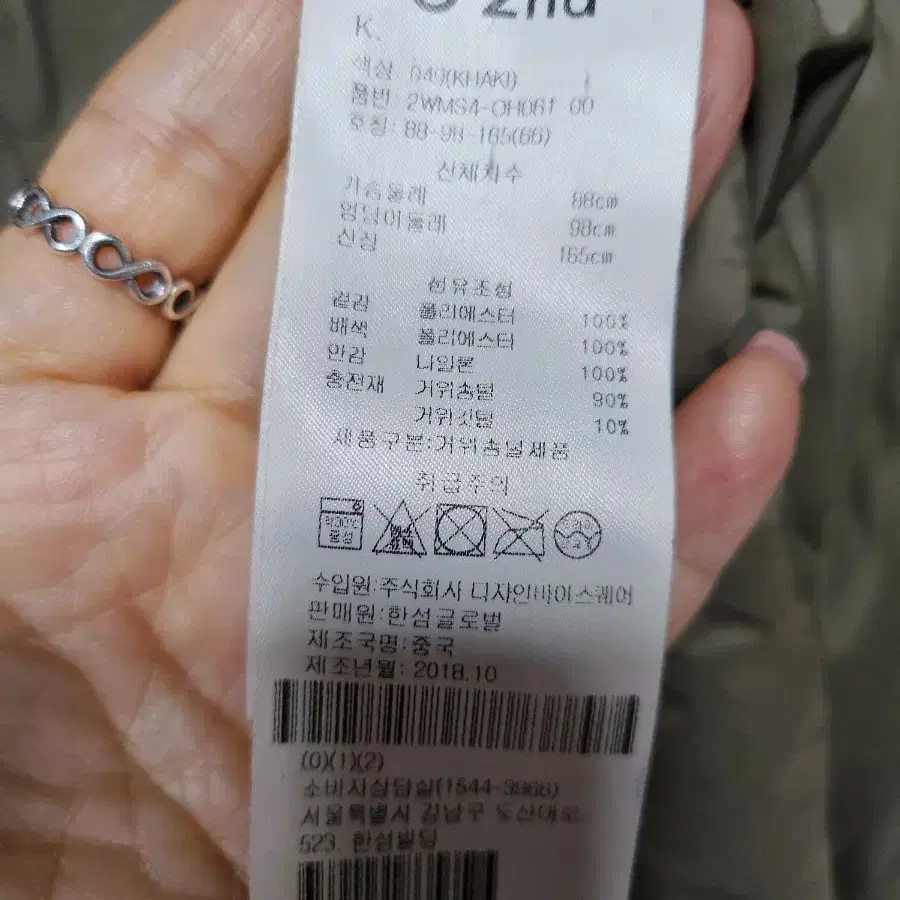 O 2nd
K.
색상: 049(KHAKI)
품번: 2WMS4-OH061 00
호칭: 88-98-165(66)
신체치수
가슴둘레 88cm
엉덩이둘레 98cm
신장 165cm
섬유조성
겉감 폴리에스터 100%
배색 폴리에스터 100%
안감 나일론 100%
충전재 거위솜털 90%
거위깃털 10%
제품구분:거위솜털제품
취급주의
약30℃
중성
수입원:주식회사 디자인바이스퀘어
판매원:한섬글로벌
제조국명:중국
제조년월: 2018.10
(0)(1)(2)
소비자상담실(1544-3966)
서울특별시 강남구 도산대로
523. 한섬빌딩